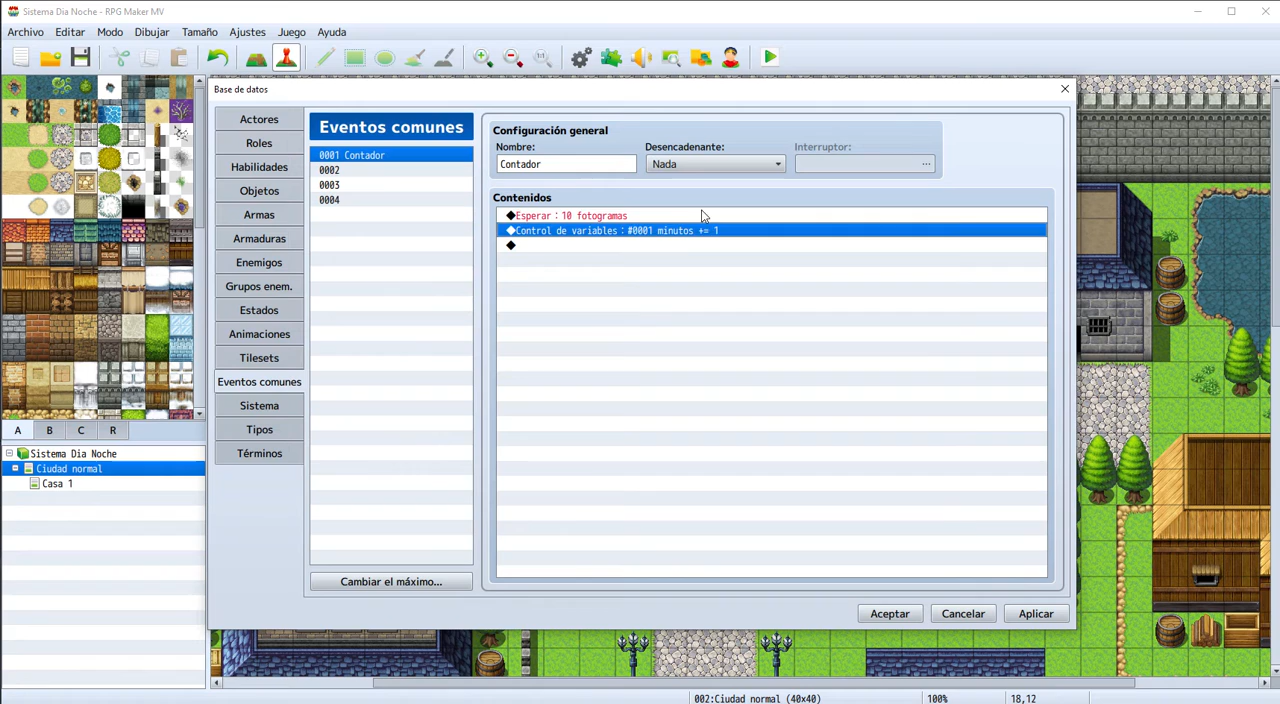 Sistema Dia Noche - RPG Maker MV
Archivo Editar Modo Dibujar Tamaño Ajustes Juego Ayuda
1:1
Base de datos
Actores
Roles
Habilidades
Objetos
Armas
Armaduras
Enemigos
Grupos enem.
Estados
Animaciones
Tilesets
Eventos comunes
Sistema
Tipos
Términos
Eventos comunes
0001 Contador
0002
0003
0004
Cambiar el máximo...
Configuración general
Nombre: Desencadenante: Interruptor:
Contador Nada ...
Contenidos
◆Esperar：10 fotogramas
◆Control de variables：#0001 minutos += 1
◆
Aceptar Cancelar Aplicar
A B C R
Sistema Dia Noche
Ciudad normal
Casa 1
002:Ciudad normal (40x40) 100% 18,12